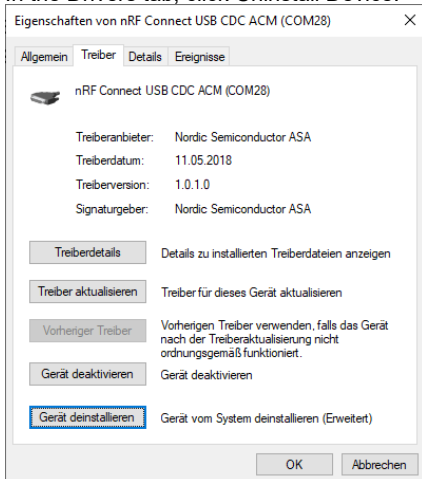 In the Drivers tab, click Uninstall Device.
Eigenschaften von nRF Connect USB CDC ACM (COM28)
Allgemein Treiber Details Ereignisse
nRF Connect USB CDC ACM (COM28)
Treiberanbieter: Nordic Semiconductor ASA
Treiberdatum: 11.05.2018
Treiberversion: 1.0.1.0
Signaturgeber: Nordic Semiconductor ASA
Treiberdetails Details zu installierten Treiberdateien anzeigen
Treiber aktualisieren Treiber für dieses Gerät aktualisieren
Vorheriger Treiber Vorherigen Treiber verwenden, falls das Gerät
nach der Treiberaktualisierung nicht
ordnungsgemäß funktioniert.
Gerät deaktivieren Gerät deaktivieren
Gerät deinstallieren Gerät vom System deinstallieren (Erweitert)
OK Abbrechen